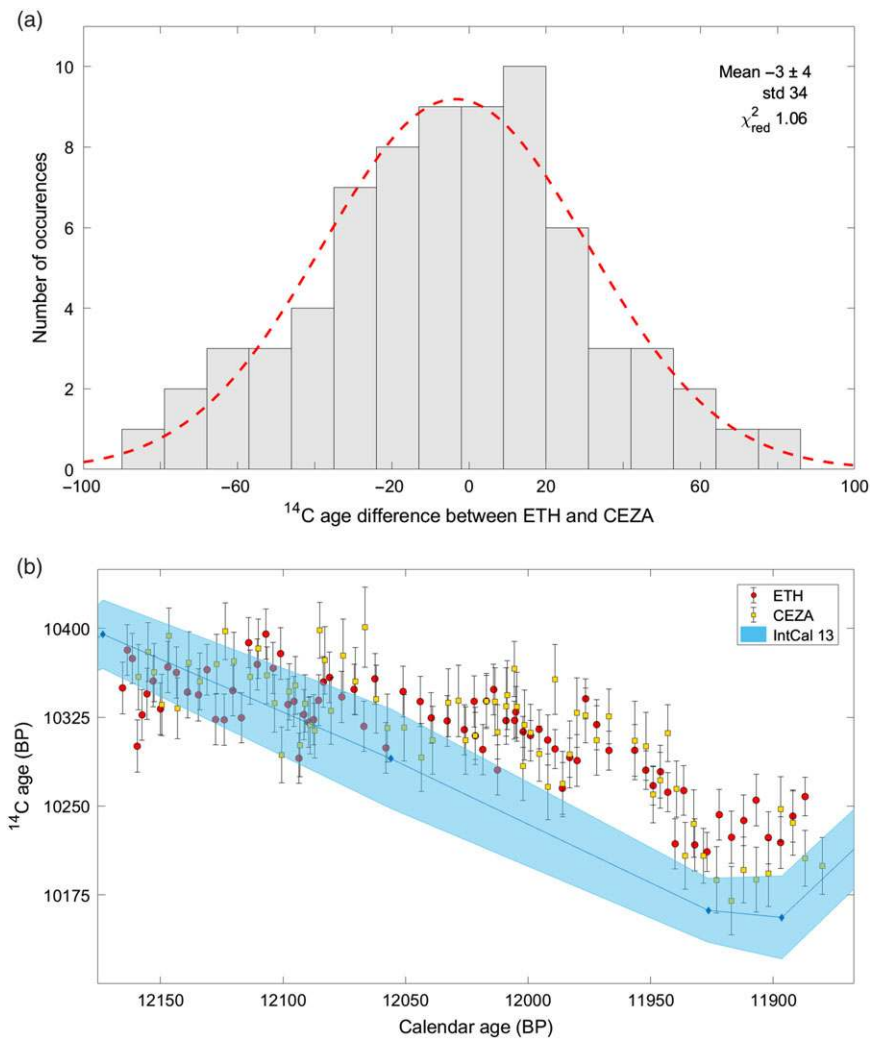 (a)
Mean −3 ± 4
std 34
χ²red 1.06
10
8
6
4
2
0
Number of occurences
−100 −60 −20 0 20 60 100
¹⁴C age difference between ETH and CEZA
(b)
ETH
CEZA
IntCal 13
10400
10325
10250
10175
¹⁴C age (BP)
12150 12100 12050 12000 11950 11900
Calendar age (BP)